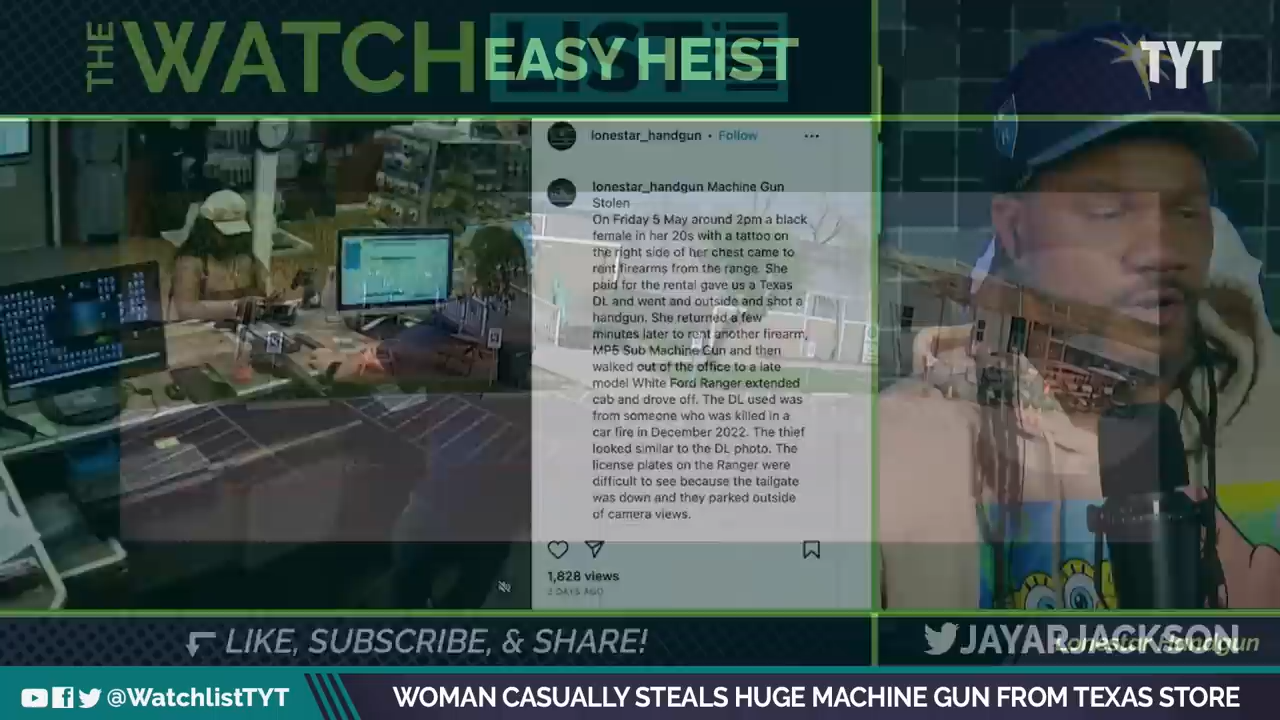 THE WATCHLIST
EASY HEIST
TYT
lonestar_handgun • Follow
lonestar_handgun Machine Gun
Stolen
On Friday 5 May around 2pm a black
female in her 20s with a tattoo on
the right side of her chest came to
rent firearms from the range. She
paid for the rental gave us a Texas
DL and went and outside and shot a
handgun. She returned a few
minutes later to rent another firearm,
MP5 Sub Machine Gun and then
walked out of the office to a late
model White Ford Ranger extended
cab and drove off. The DL used was
from someone who was killed in a
car fire in December 2022. The thief
looked similar to the DL photo. The
license plates on the Ranger were
difficult to see because the tailgate
was down and they parked outside
of camera views.
1,828 views
3 DAYS AGO
LIKE, SUBSCRIBE, & SHARE!
JAYARJACKSON
Lonestar Handgun
@WatchlistTYT
WOMAN CASUALLY STEALS HUGE MACHINE GUN FROM TEXAS STORE